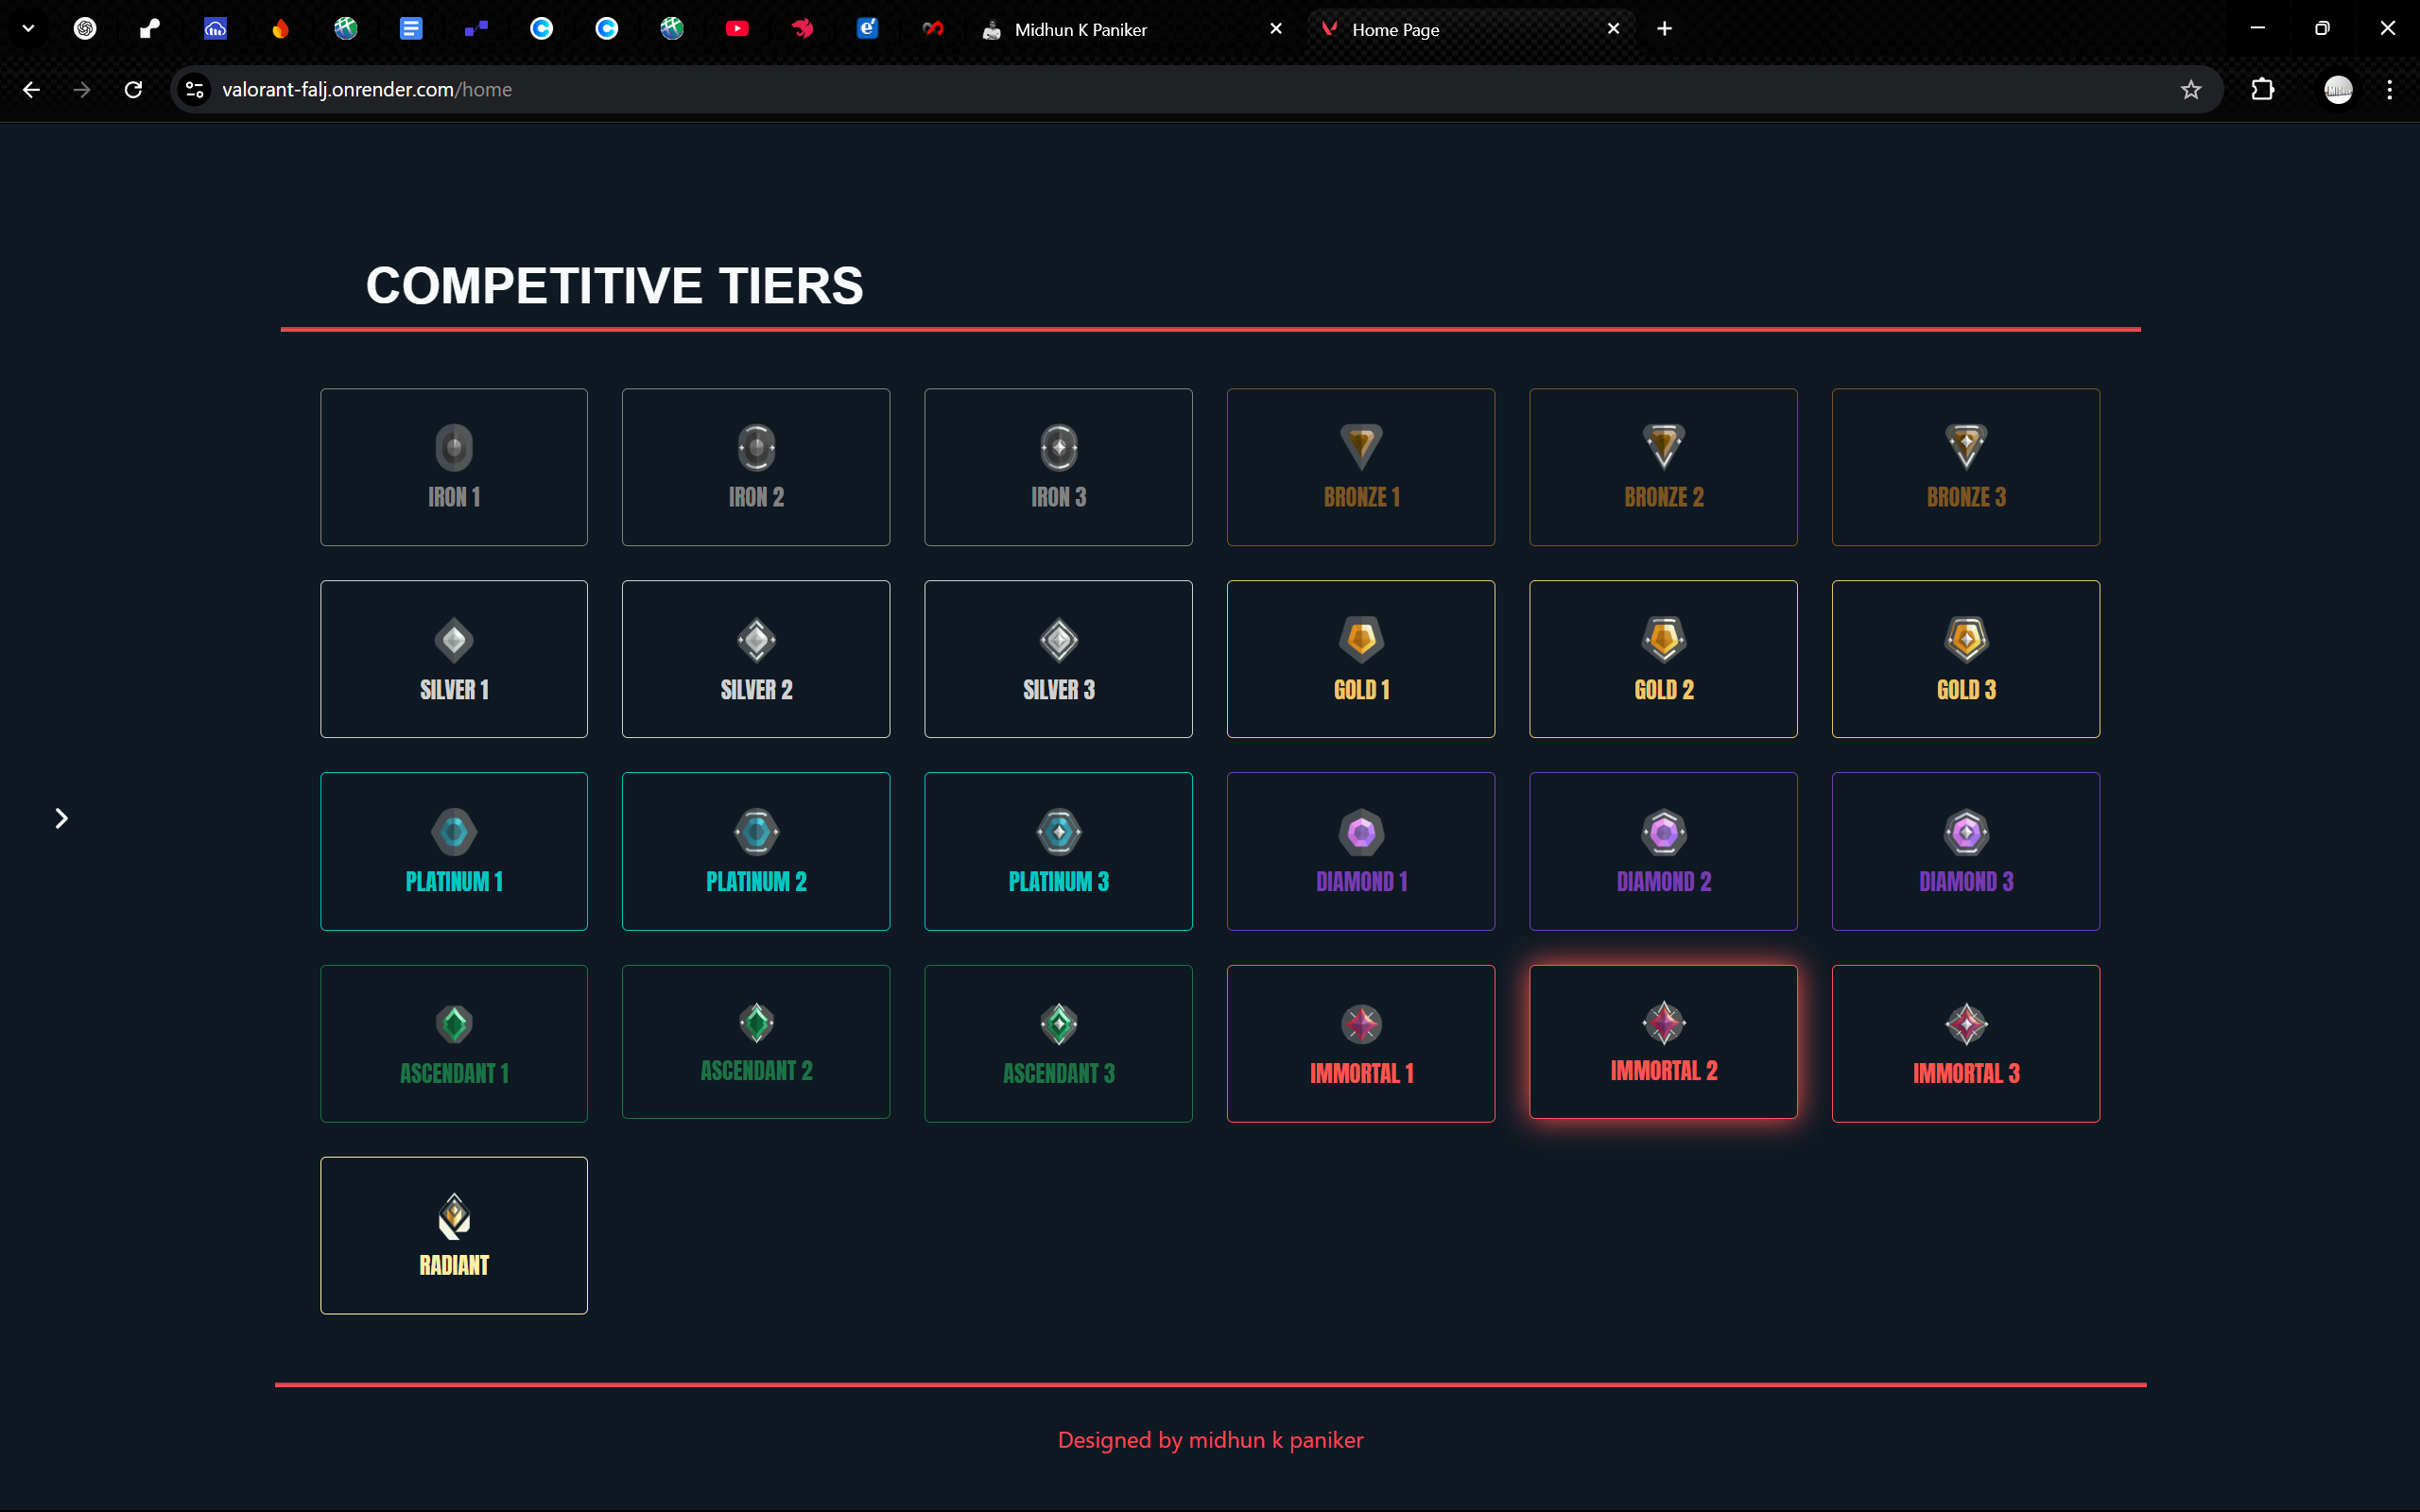 Midhun K Paniker
Home Page
valorant-falj.onrender.com/home
COMPETITIVE TIERS
IRON 1
IRON 2
IRON 3
BRONZE 1
BRONZE 2
BRONZE 3
SILVER 1
SILVER 2
SILVER 3
GOLD 1
GOLD 2
GOLD 3
PLATINUM 1
PLATINUM 2
PLATINUM 3
DIAMOND 1
DIAMOND 2
DIAMOND 3
ASCENDANT 1
ASCENDANT 2
ASCENDANT 3
IMMORTAL 1
IMMORTAL 2
IMMORTAL 3
RADIANT
Designed by midhun k paniker